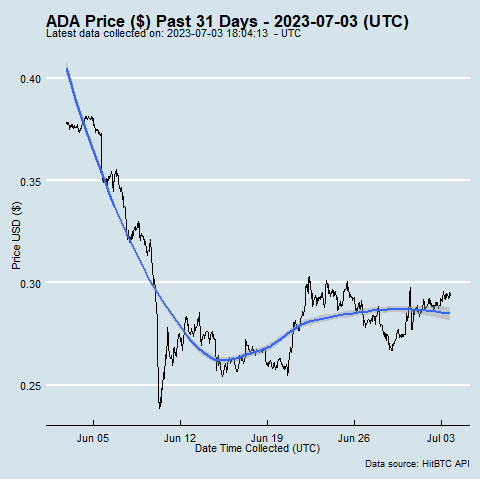 ADA Price ($) Past 31 Days - 2023-07-03 (UTC)
Latest data collected on: 2023-07-03 18:04:13 - UTC
0.40
0.35
0.30
0.25
Price USD ($)
Jun 05
Jun 12
Jun 19
Jun 26
Jul 03
Date Time Collected (UTC)
Data source: HitBTC API